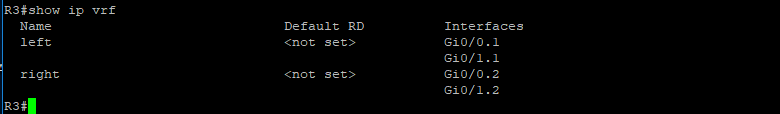 R3#show ip vrf
  Name                             Default RD            Interfaces
  left                             <not set>             Gi0/0.1
                                                         Gi0/1.1
  right                            <not set>             Gi0/0.2
                                                         Gi0/1.2
R3#